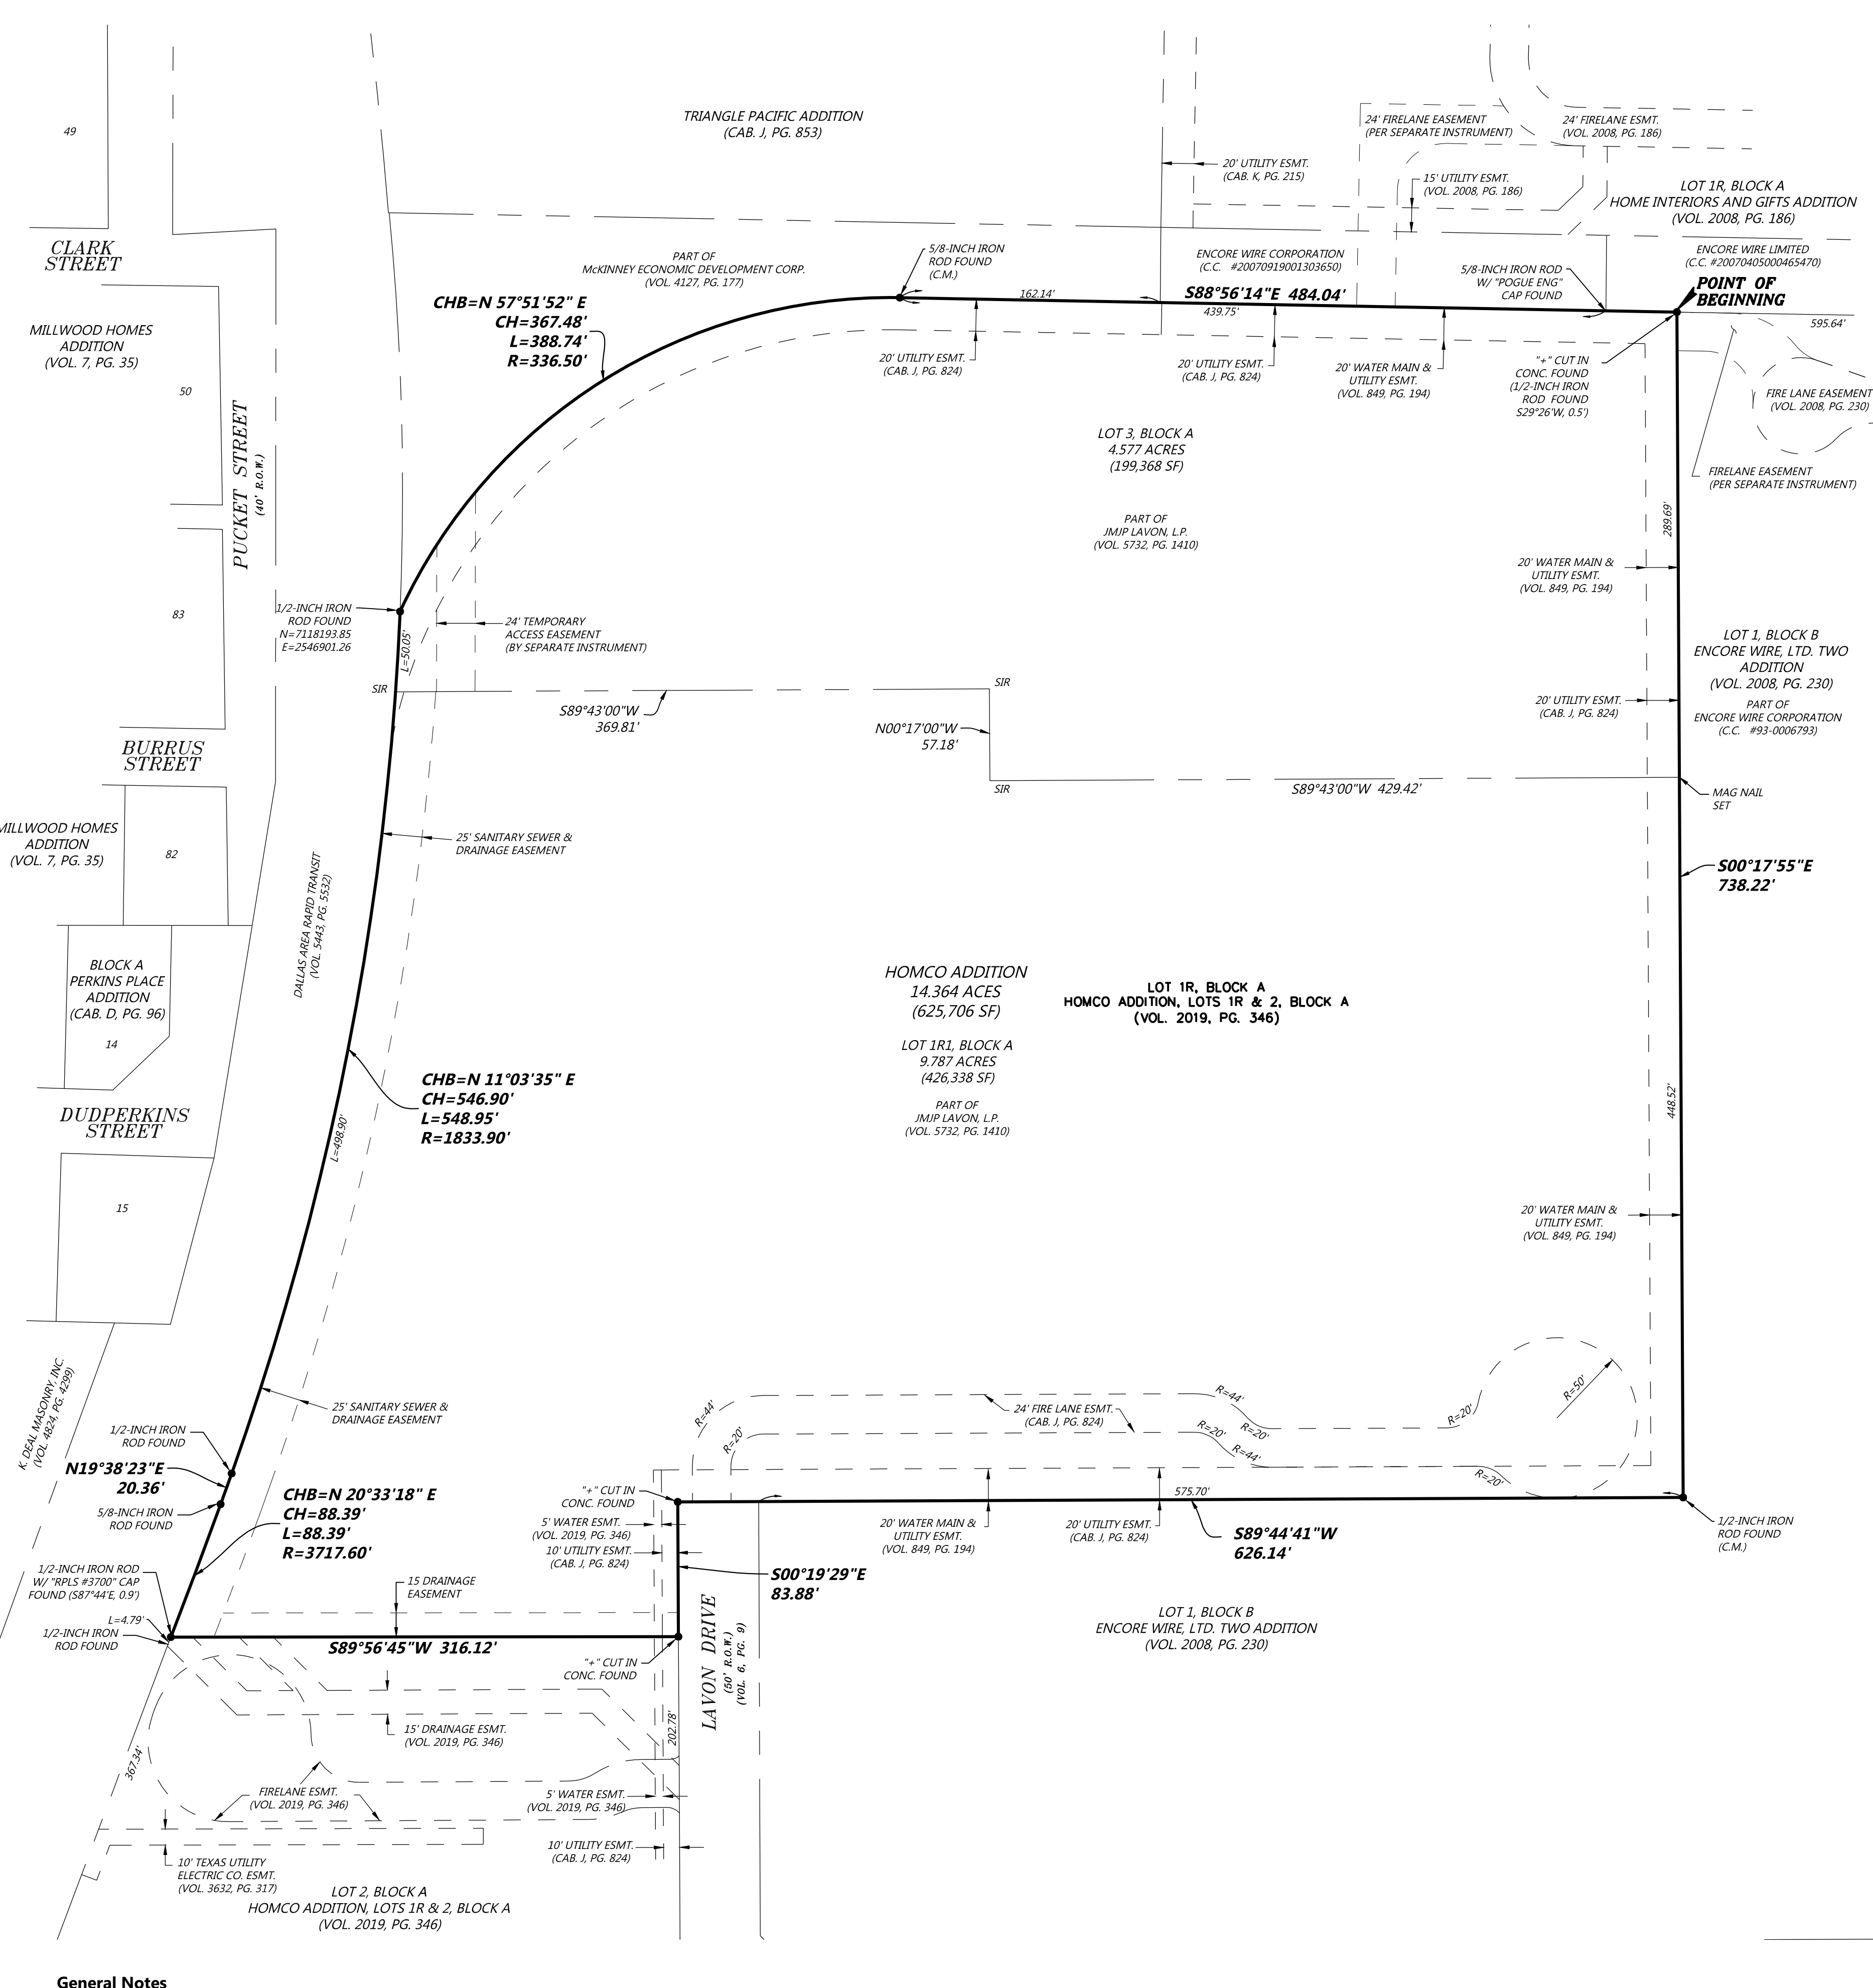 TRIANGLE PACIFIC ADDITION
(CAB. J, PG. 853)
49
24' FIRELANE EASEMENT
(PER SEPARATE INSTRUMENT)
24' FIRELANE ESMT.
(VOL. 2008, PG. 186)
20' UTILITY ESMT.
(CAB. K, PG. 215)
15' UTILITY ESMT.
(VOL. 2008, PG. 186)
LOT 1R, BLOCK A
HOME INTERIORS AND GIFTS ADDITION
(VOL. 2008, PG. 186)
CLARK
STREET
PART OF
McKINNEY ECONOMIC DEVELOPMENT CORP.
(VOL. 4127, PG. 177)
5/8-INCH IRON
ROD FOUND
(C.M.)
ENCORE WIRE CORPORATION
(C.C. #20070919001303650)
ENCORE WIRE LIMITED
(C.C. #20070405000465470)
5/8-INCH IRON ROD
W/ "POGUE ENG"
CAP FOUND
POINT OF
BEGINNING
CHB=N 57°51'52" E
CH=367.48'
L=388.74'
R=336.50'
162.14'
S88°56'14"E 484.04'
439.75'
595.64'
MILLWOOD HOMES
ADDITION
(VOL. 7, PG. 35)
50
20' UTILITY ESMT.
(CAB. J, PG. 824)
20' UTILITY ESMT.
(CAB. J, PG. 824)
20' WATER MAIN &
UTILITY ESMT.
(VOL. 849, PG. 194)
"+" CUT IN
CONC. FOUND
(1/2-INCH IRON
ROD FOUND
S29°26'W, 0.5')
FIRE LANE EASEMENT
(VOL. 2008, PG. 230)
PUCKET STREET
(40' R.O.W.)
LOT 3, BLOCK A
4.577 ACRES
(199,368 SF)
FIRELANE EASEMENT
(PER SEPARATE INSTRUMENT)
PART OF
JMJP LAVON, L.P.
(VOL. 5732, PG. 1410)
289.69'
20' WATER MAIN &
UTILITY ESMT.
(VOL. 849, PG. 194)
83
1/2-INCH IRON
ROD FOUND
N=7118193.85
E=2546901.26
L=50.05'
24' TEMPORARY
ACCESS EASEMENT
(BY SEPARATE INSTRUMENT)
LOT 1, BLOCK B
ENCORE WIRE, LTD. TWO
ADDITION
(VOL. 2008, PG. 230)
PART OF
ENCORE WIRE CORPORATION
(C.C. #93-0006793)
SIR
SIR
S89°43'00"W
369.81'
N00°17'00"W
57.18'
20' UTILITY ESMT.
(CAB. J, PG. 824)
BURRUS
STREET
SIR
S89°43'00"W 429.42'
MAG NAIL
SET
MILLWOOD HOMES
ADDITION
(VOL. 7, PG. 35)
82
25' SANITARY SEWER &
DRAINAGE EASEMENT
S00°17'55"E
738.22'
DALLAS AREA RAPID TRANSIT
(VOL. 5443, PG. 5532)
BLOCK A
PERKINS PLACE
ADDITION
(CAB. D, PG. 96)
14
HOMCO ADDITION
14.364 ACES
(625,706 SF)
LOT 1R, BLOCK A
HOMCO ADDITION, LOTS 1R & 2, BLOCK A
(VOL. 2019, PG. 346)
LOT 1R1, BLOCK A
9.787 ACRES
(426,338 SF)
PART OF
JMJP LAVON, L.P.
(VOL. 5732, PG. 1410)
CHB=N 11°03'35" E
CH=546.90'
L=548.95'
R=1833.90'
448.52'
L=498.90'
DUDPERKINS
STREET
15
20' WATER MAIN &
UTILITY ESMT.
(VOL. 849, PG. 194)
K. DEAL MASONRY, INC.
(VOL. 4824, PG. 4299)
25' SANITARY SEWER &
DRAINAGE EASEMENT
R=44'
R=20'
24' FIRE LANE ESMT.
(CAB. J, PG. 824)
R=44'
R=20'
R=20'
R=44'
R=20'
R=50'
R=20'
1/2-INCH IRON
ROD FOUND
N19°38'23"E
20.36'
5/8-INCH IRON
ROD FOUND
CHB=N 20°33'18" E
CH=88.39'
L=88.39'
R=3717.60'
"+" CUT IN
CONC. FOUND
5' WATER ESMT.
(VOL. 2019, PG. 346)
10' UTILITY ESMT.
(CAB. J, PG. 824)
575.70'
20' WATER MAIN &
UTILITY ESMT.
(VOL. 849, PG. 194)
20' UTILITY ESMT.
(CAB. J, PG. 824)
S89°44'41"W
626.14'
1/2-INCH IRON
ROD FOUND
(C.M.)
1/2-INCH IRON ROD
W/ "RPLS #3700" CAP
FOUND (S87°44'E, 0.9')
L=4.79'
1/2-INCH IRON
ROD FOUND
15 DRAINAGE
EASEMENT
S00°19'29"E
83.88'
S89°56'45"W 316.12'
"+" CUT IN
CONC. FOUND
LAVON DRIVE
(50' R.O.W.)
(VOL. 6, PG. 9)
LOT 1, BLOCK B
ENCORE WIRE, LTD. TWO ADDITION
(VOL. 2008, PG. 230)
202.78'
15' DRAINAGE ESMT.
(VOL. 2019, PG. 346)
367.34'
FIRELANE ESMT.
(VOL. 2019, PG. 346)
5' WATER ESMT.
(VOL. 2019, PG. 346)
10' UTILITY ESMT.
(CAB. J, PG. 824)
10' TEXAS UTILITY
ELECTRIC CO. ESMT.
(VOL. 3632, PG. 317)
LOT 2, BLOCK A
HOMCO ADDITION, LOTS 1R & 2, BLOCK A
(VOL. 2019, PG. 346)
General Notes